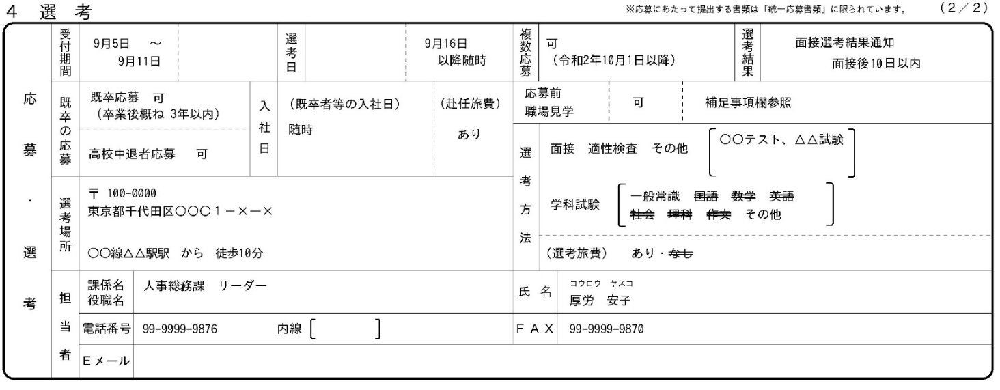 4 選 考
※応募にあたって提出する書類は「統一応募書類」に限られています。
(2/2)
応募・選考
受付期間
9月5日 ～
9月11日
選考日
9月16日
以降随時
複数応募
可
(令和2年10月1日以降)
選考結果
面接選考結果通知
面接後10日以内
既卒の応募
既卒応募 可
(卒業後概ね 3年以内)
高校中退者応募 可
入社日
(既卒者等の入社日)
随時
(赴任旅費)
あり
応募前
職場見学
可
補足事項欄参照
選考方法
面接 適性検査 その他
〇〇テスト、△△試験
学科試験
一般常識 国語 数学 英語
社会 理科 作文 その他
(選考旅費) あり・なし
選考場所
〒 100-0000
東京都千代田区〇〇〇1－×－×
〇〇線△△駅駅 から 徒歩10分
担当者
課係名
役職名
人事総務課 リーダー
氏 名
コウロウ ヤスコ
厚労 安子
電話番号
99-9999-9876
内線 [ ]
ＦＡＸ
99-9999-9870
Ｅメール